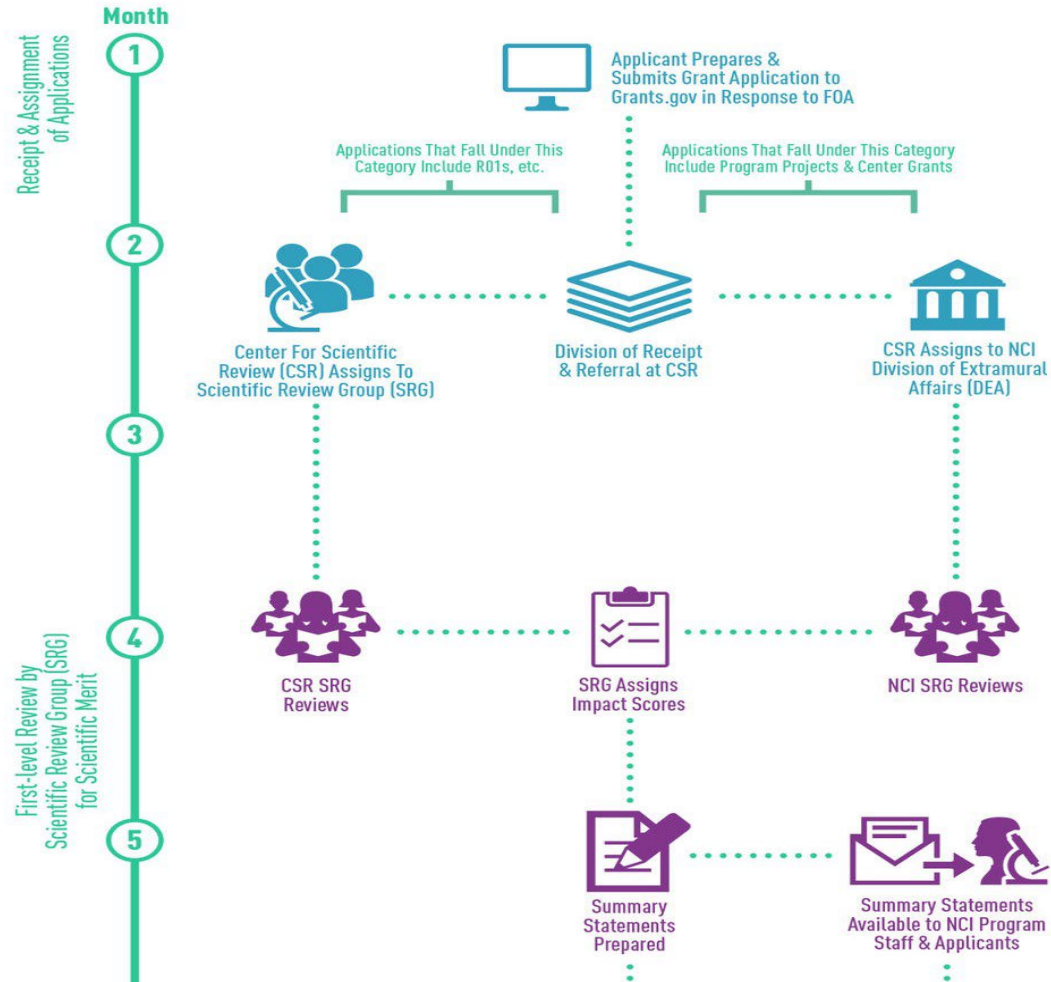 Month
Receipt & Assignment
of Applications
1
Applicant Prepares &
Submits Grant Application to
Grants.gov in Response to FOA
Applications That Fall Under This
Category Include R01s, etc.
Applications That Fall Under This Category
Include Program Projects & Center Grants
2
Center For Scientific
Review (CSR) Assigns To
Scientific Review Group (SRG)
Division of Receipt
& Referral at CSR
CSR Assigns to NCI
Division of Extramural
Affairs (DEA)
3
First-level Review by
Scientific Review Group (SRG)
for Scientific Merit
4
CSR SRG
Reviews
SRG Assigns
Impact Scores
NCI SRG Reviews
5
Summary
Statements
Prepared
Summary Statements
Available to NCI Program
Staff & Applicants